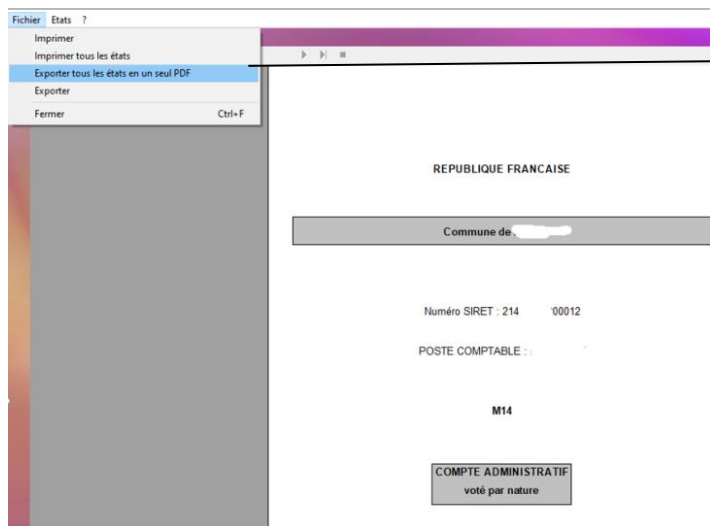 Fichier Etats ?
Imprimer
Imprimer tous les états
Exporter tous les états en un seul PDF
Exporter
Fermer Ctrl+F
REPUBLIQUE FRANCAISE
Commune de
Numéro SIRET : 214 00012
POSTE COMPTABLE :
M14
COMPTE ADMINISTRATIF
voté par nature